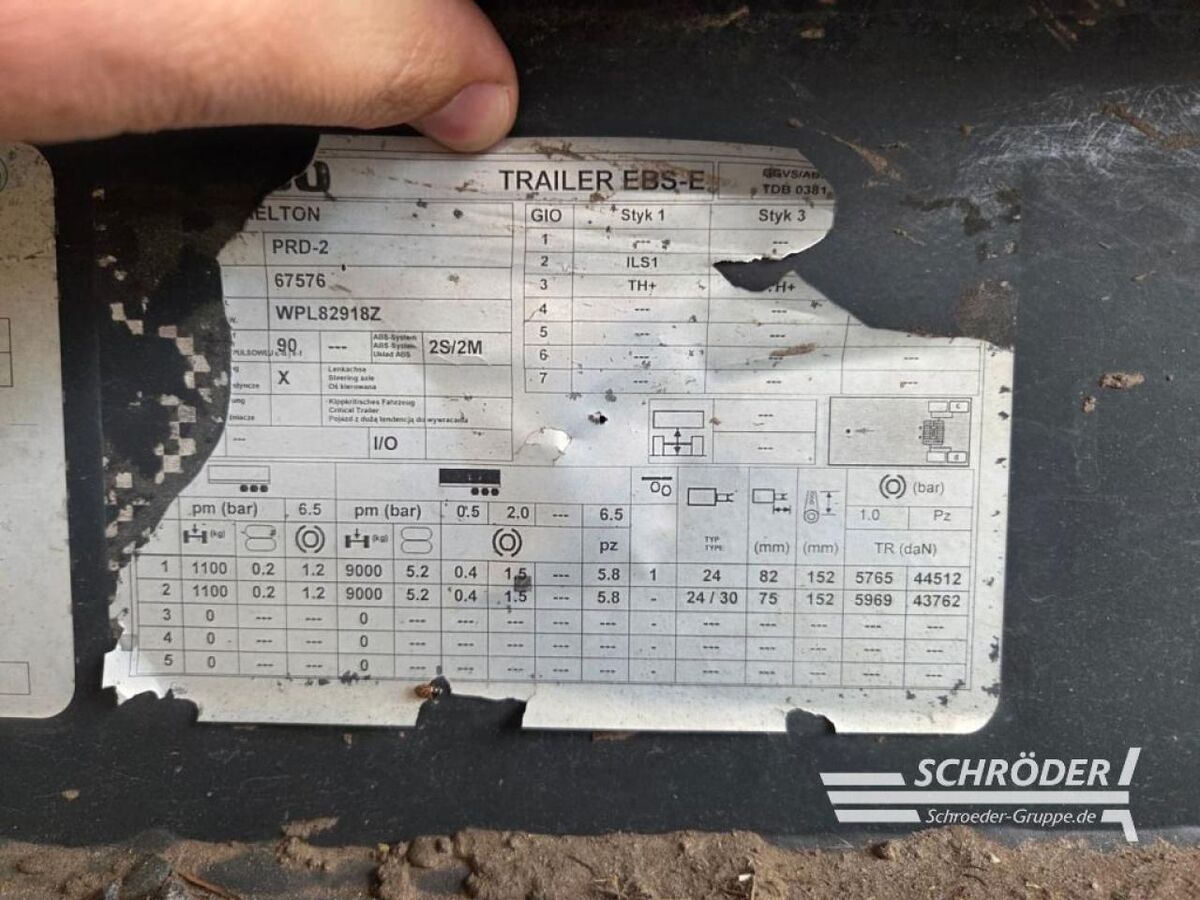 TRAILER EBS-E
GGVS/AD
TDB 0381
ELTON
GIO Styk 1 Styk 3
PRD-2
1 --- ---
2 ILS1
67576
3 TH+ TH+
WPL82918Z
4 --- ---
90 --- ABS-System
ABS-System
Układ ABS
2S/2M
5 --- ---
6 --- --- ---
X Lenkachse
Steering axle
Oś kierowana
7 --- --- ---
Kippkritisches Fahrzeug
Critical Trailer
Pojazd z dużą tendencją do wywracania
--- I/O
---
---
pm (bar) 6.5 pm (bar) 0.5 2.0 --- 6.5
(bar)
1.0 Pz
(kg) (kg) pz TYP
TYPE (mm) (mm) TR (daN)
1 1100 0.2 1.2 9000 5.2 0.4 1.5 --- 5.8 1 24 82 152 5765 44512
2 1100 0.2 1.2 9000 5.2 0.4 1.5 --- 5.8 - 24 / 30 75 152 5969 43762
3 0 --- --- 0 --- --- --- --- --- - --- --- --- --- ---
4 0 --- --- 0 --- --- --- --- --- - --- --- --- --- ---
5 0 --- --- 0 --- --- --- --- --- - --- --- --- --- ---
SCHRÖDER
Schroeder-Gruppe.de